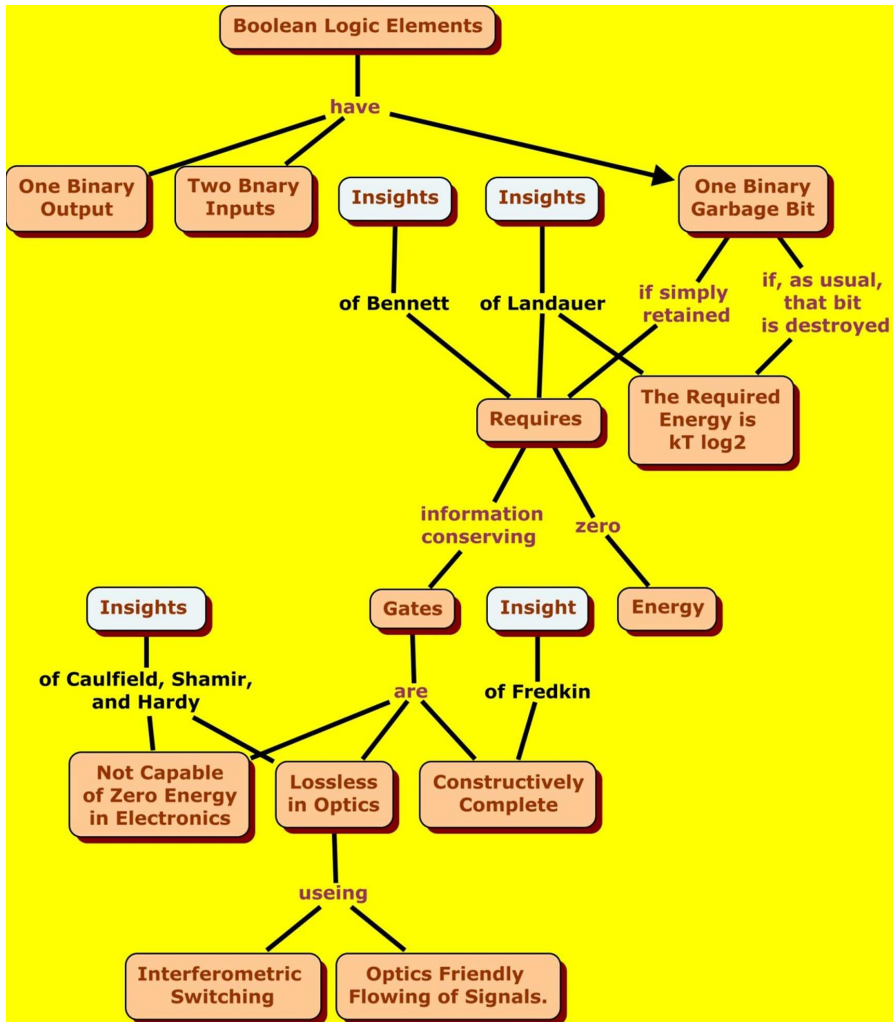 Boolean Logic Elements
have
One Binary
Output
Two Bnary
Inputs
Insights
Insights
One Binary
Garbage Bit
of Bennett
of Landauer
if simply
retained
if, as usual,
that bit
is destroyed
Requires
The Required
Energy is
kT log2
information
conserving
zero
Insights
Gates
Insight
Energy
of Caulfield, Shamir,
and Hardy
are
of Fredkin
Not Capable
of Zero Energy
in Electronics
Lossless
in Optics
Constructively
Complete
useing
Interferometric
Switching
Optics Friendly
Flowing of Signals.